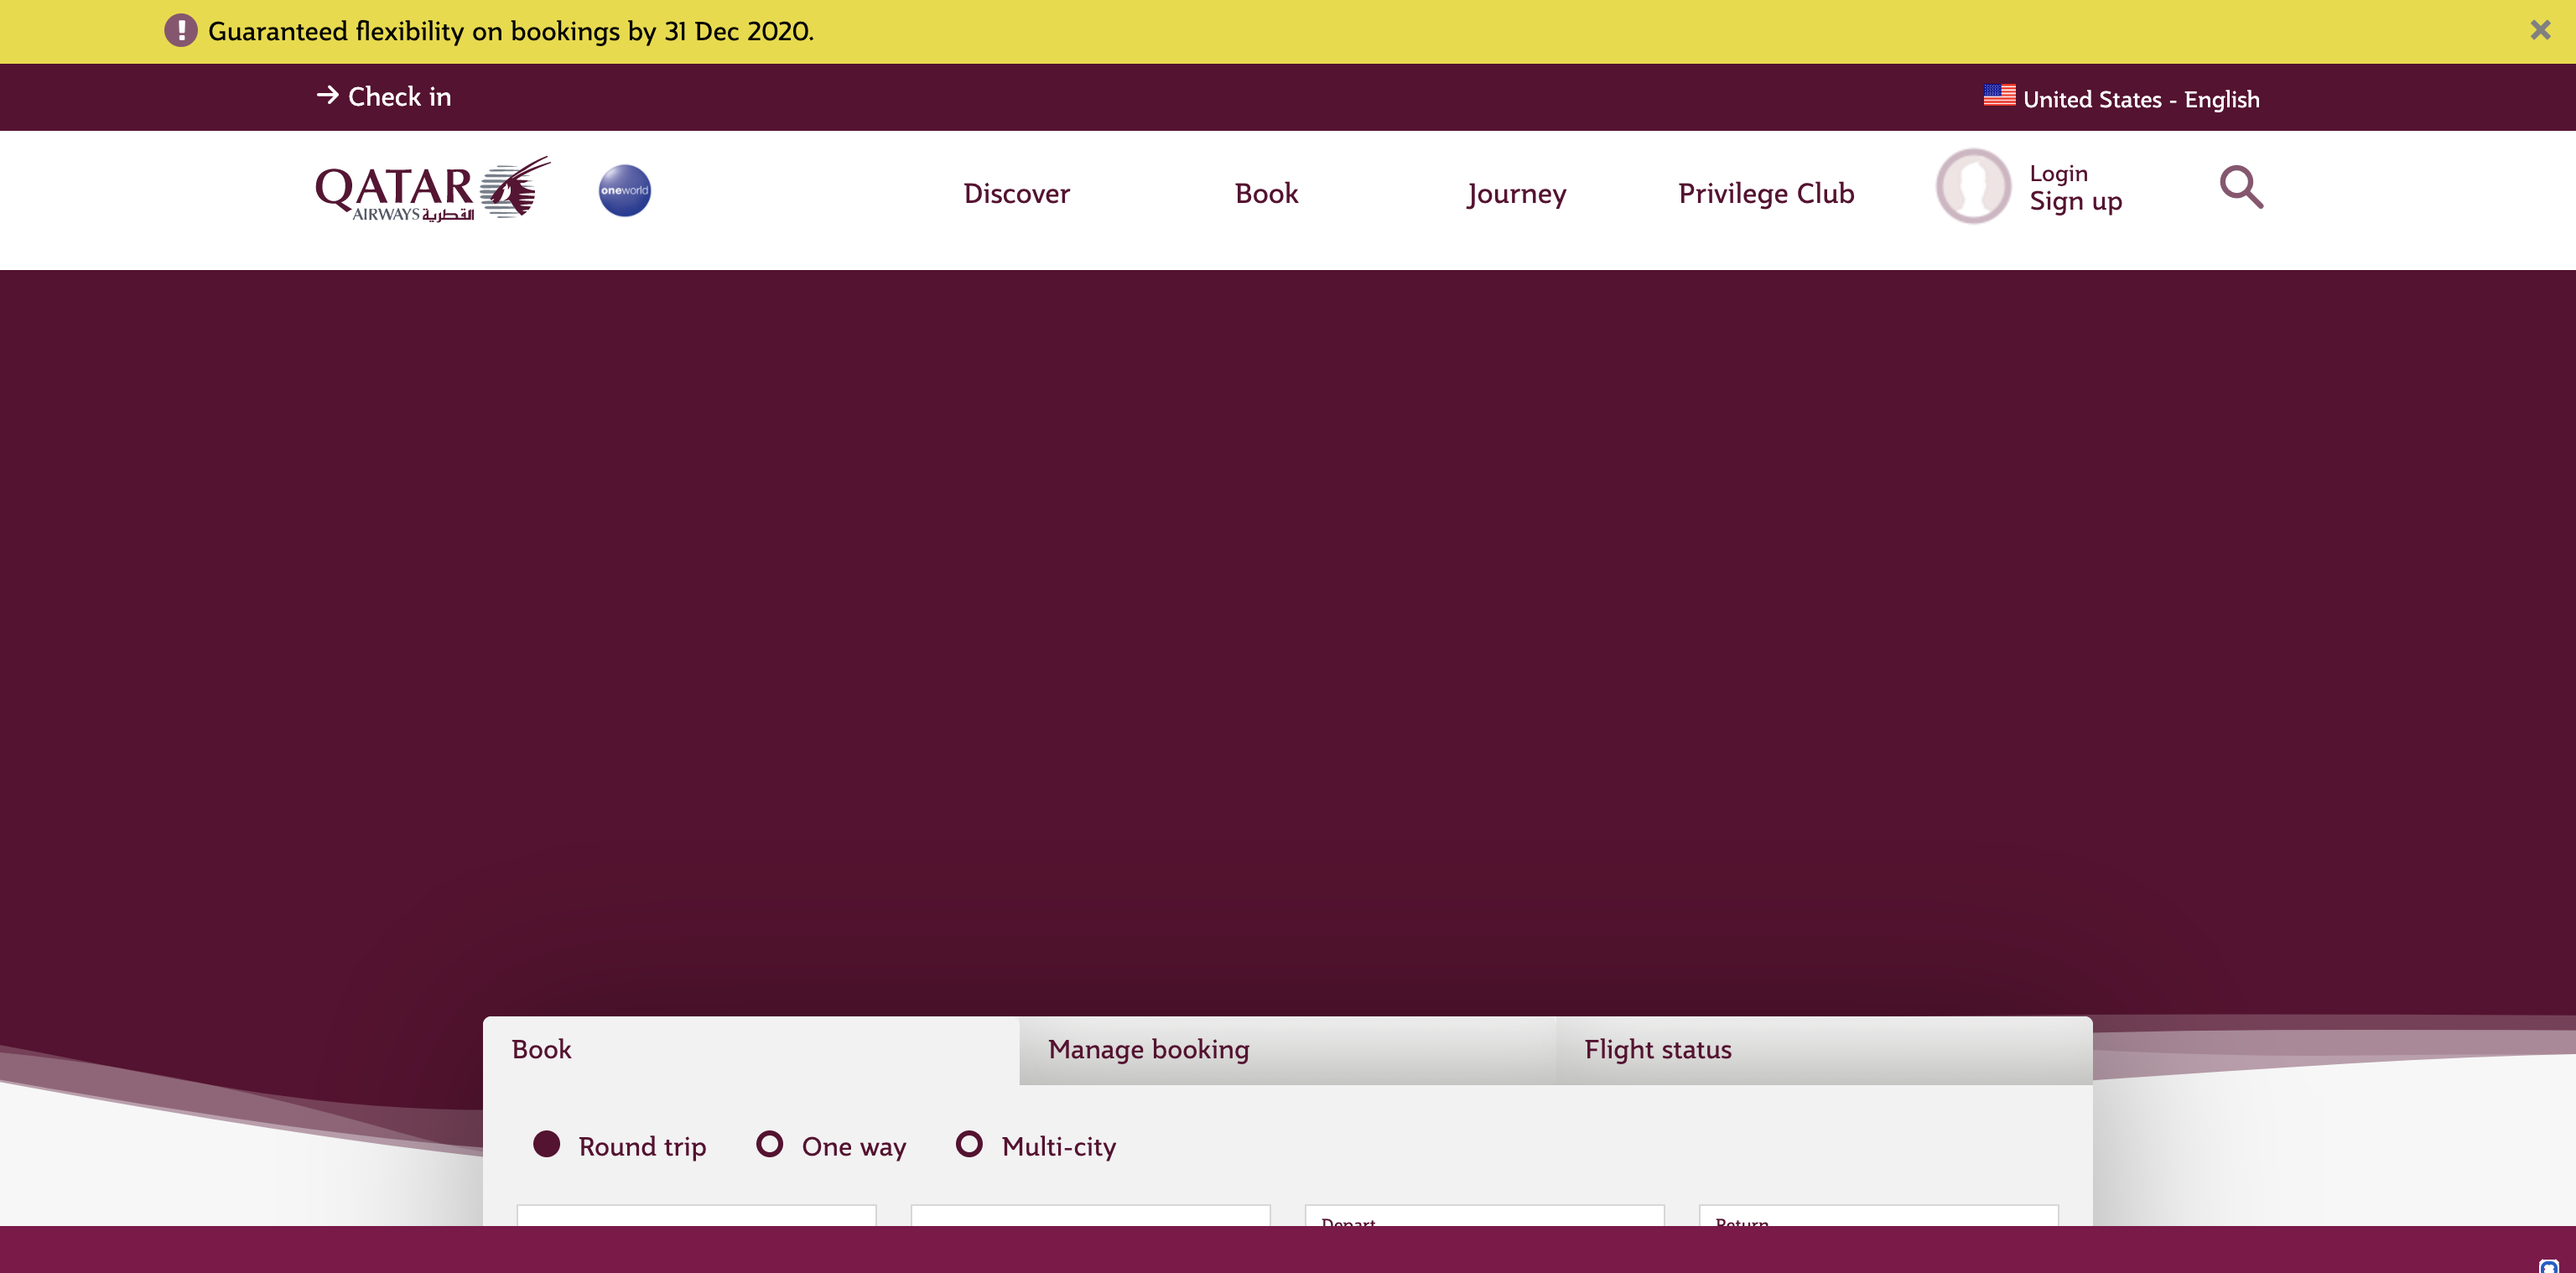 Guaranteed flexibility on bookings by 31 Dec 2020.
Check in
United States - English
QATAR
AIRWAYS القطرية
oneworld
Discover
Book
Journey
Privilege Club
Login
Sign up
Book
Manage booking
Flight status
Round trip
One way
Multi-city
Depart
Return